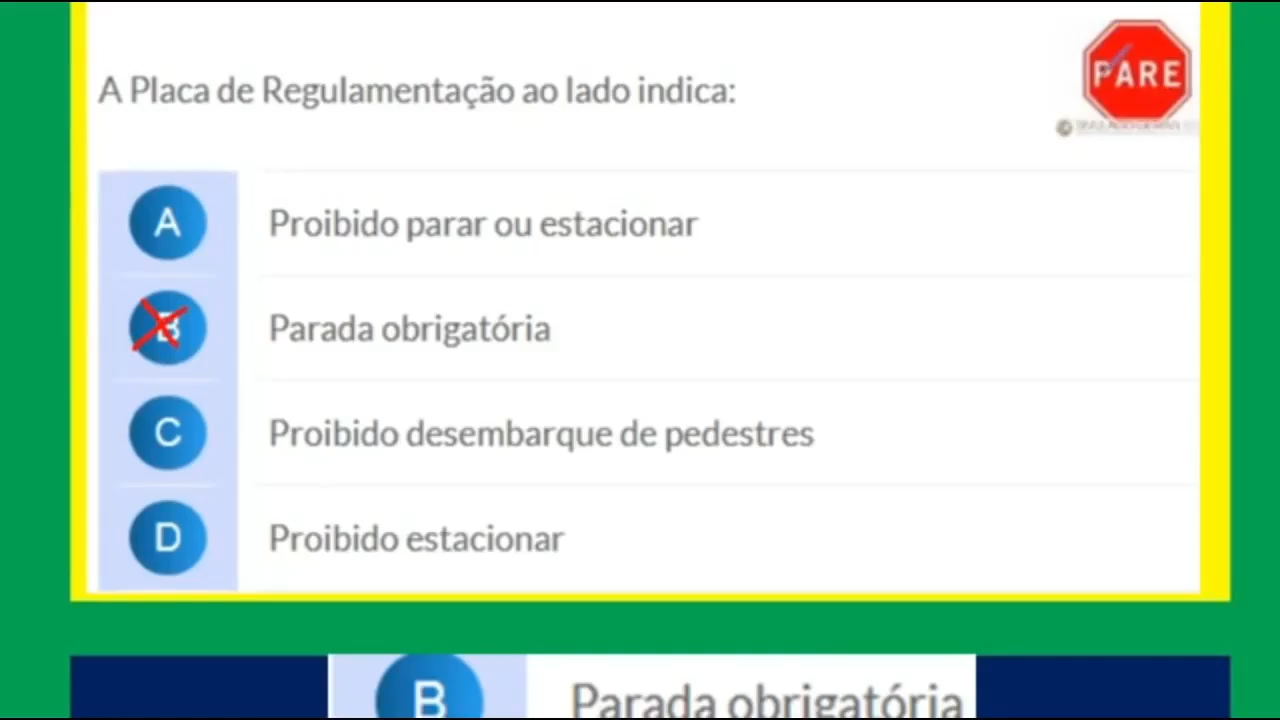 PARE
A Placa de Regulamentação ao lado indica:
A Proibido parar ou estacionar
B Parada obrigatória
C Proibido desembarque de pedestres
D Proibido estacionar
B Parada obrigatória